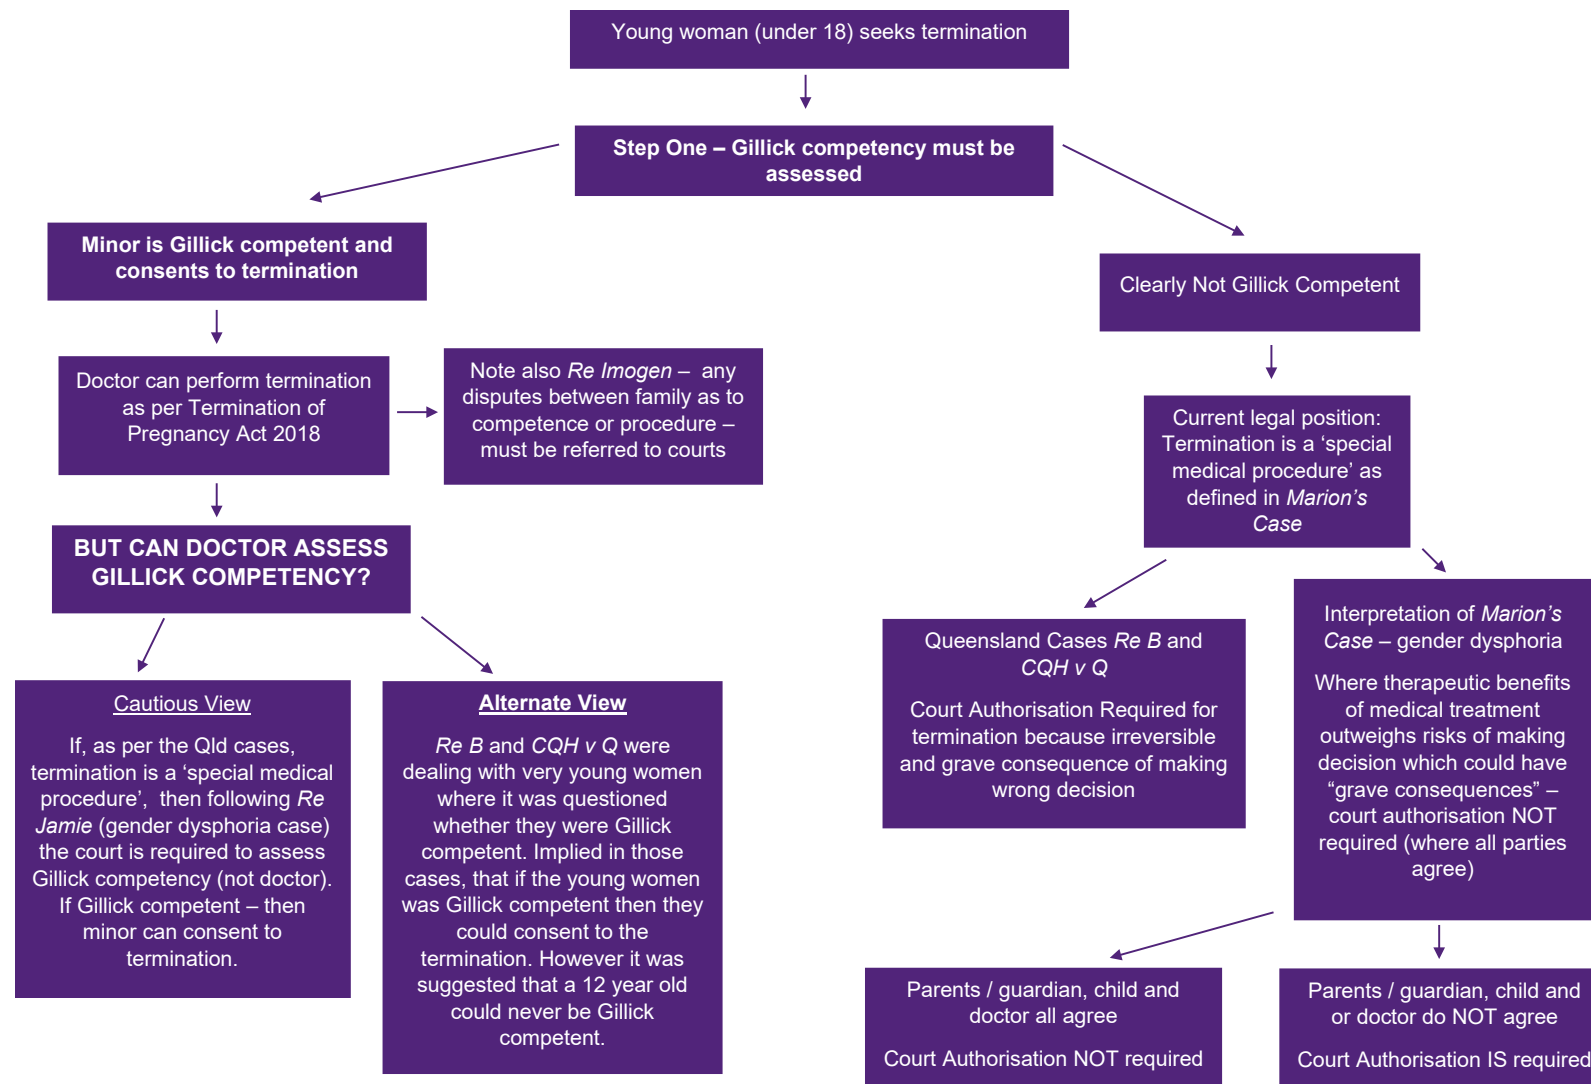 Young woman (under 18) seeks termination
Step One – Gillick competency must be
assessed
Minor is Gillick competent and
consents to termination
Clearly Not Gillick Competent
Doctor can perform termination
as per Termination of
Pregnancy Act 2018
Note also Re Imogen – any
disputes between family as to
competence or procedure –
must be referred to courts
Current legal position:
Termination is a ‘special
medical procedure’ as
defined in Marion’s
Case
BUT CAN DOCTOR ASSESS
GILLICK COMPETENCY?
Cautious View
If, as per the Qld cases,
termination is a ‘special medical
procedure’, then following Re
Jamie (gender dysphoria case)
the court is required to assess
Gillick competency (not doctor).
If Gillick competent – then
minor can consent to
termination.
Alternate View
Re B and CQH v Q were
dealing with very young women
where it was questioned
whether they were Gillick
competent. Implied in those
cases, that if the young women
was Gillick competent then they
could consent to the
termination. However it was
suggested that a 12 year old
could never be Gillick
competent.
Queensland Cases Re B and
CQH v Q
Court Authorisation Required for
termination because irreversible
and grave consequence of making
wrong decision
Interpretation of Marion’s
Case – gender dysphoria
Where therapeutic benefits
of medical treatment
outweighs risks of making
decision which could have
“grave consequences” –
court authorisation NOT
required (where all parties
agree)
Parents / guardian, child and
doctor all agree
Court Authorisation NOT required
Parents / guardian, child and
or doctor do NOT agree
Court Authorisation IS required